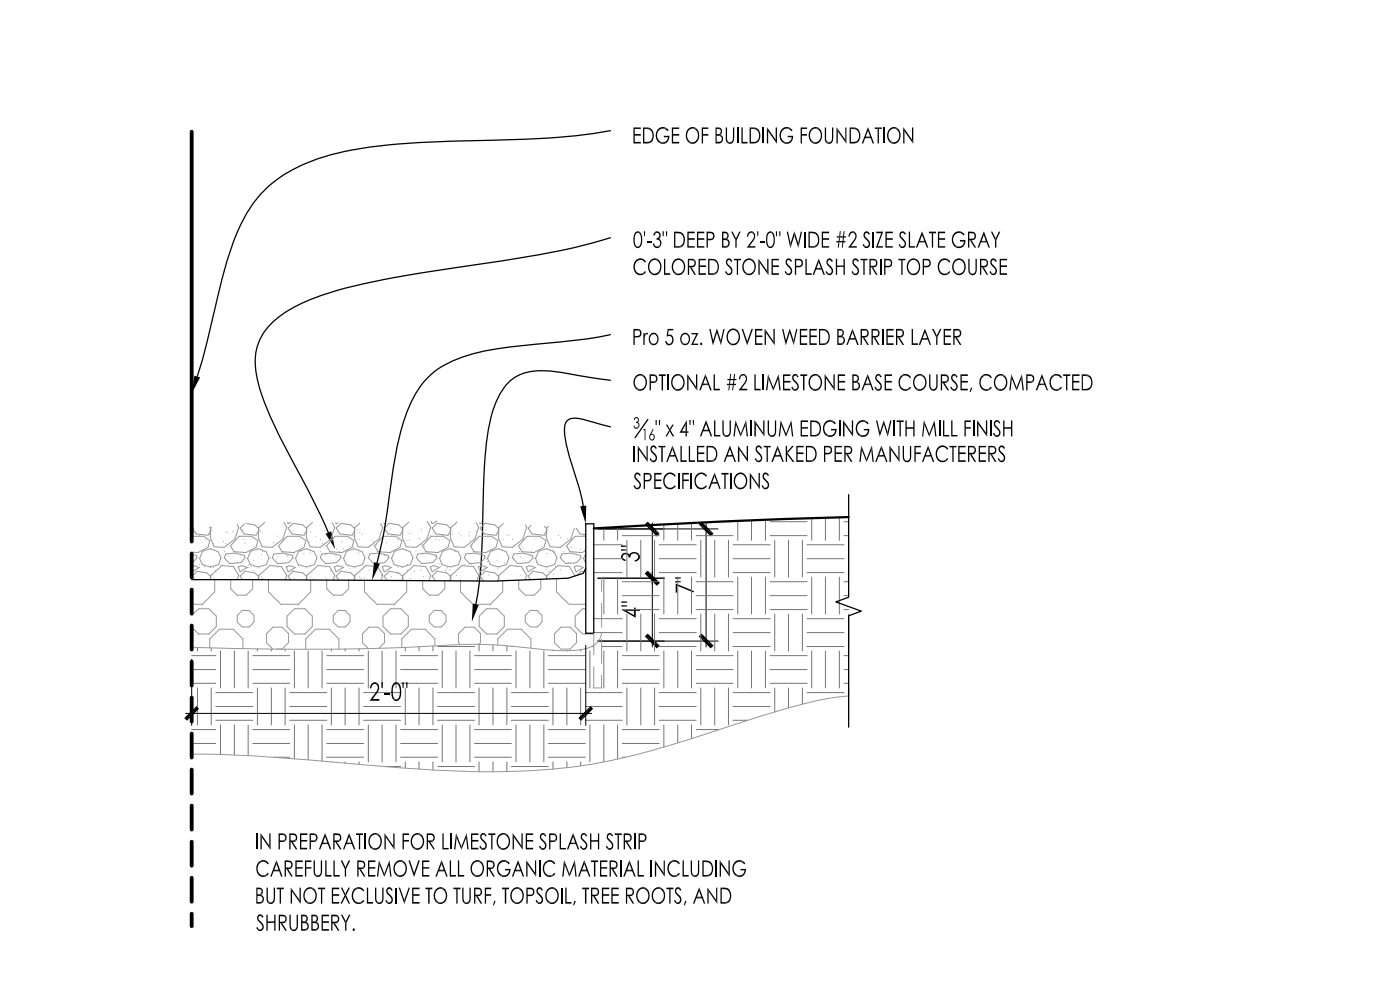 EDGE OF BUILDING FOUNDATION
0'-3" DEEP BY 2'-0" WIDE #2 SIZE SLATE GRAY
COLORED STONE SPLASH STRIP TOP COURSE
Pro 5 oz. WOVEN WEED BARRIER LAYER
OPTIONAL #2 LIMESTONE BASE COURSE, COMPACTED
3/16" x 4" ALUMINUM EDGING WITH MILL FINISH
INSTALLED AN STAKED PER MANUFACTERERS
SPECIFICATIONS
3"
7"
4"
2'-0"
IN PREPARATION FOR LIMESTONE SPLASH STRIP
CAREFULLY REMOVE ALL ORGANIC MATERIAL INCLUDING
BUT NOT EXCLUSIVE TO TURF, TOPSOIL, TREE ROOTS, AND
SHRUBBERY.